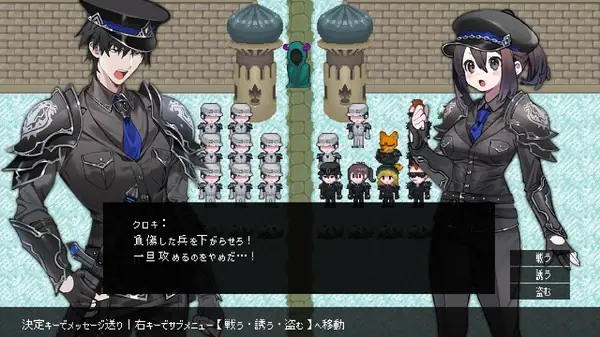 クロキ：
負傷した兵を下がらせろ！
一旦攻めるのをやめだ…！
戦う
誘う
盗む
決定キーでメッセージ送り｜右キーでサブメニュー【戦う・誘う・盗む】へ移動